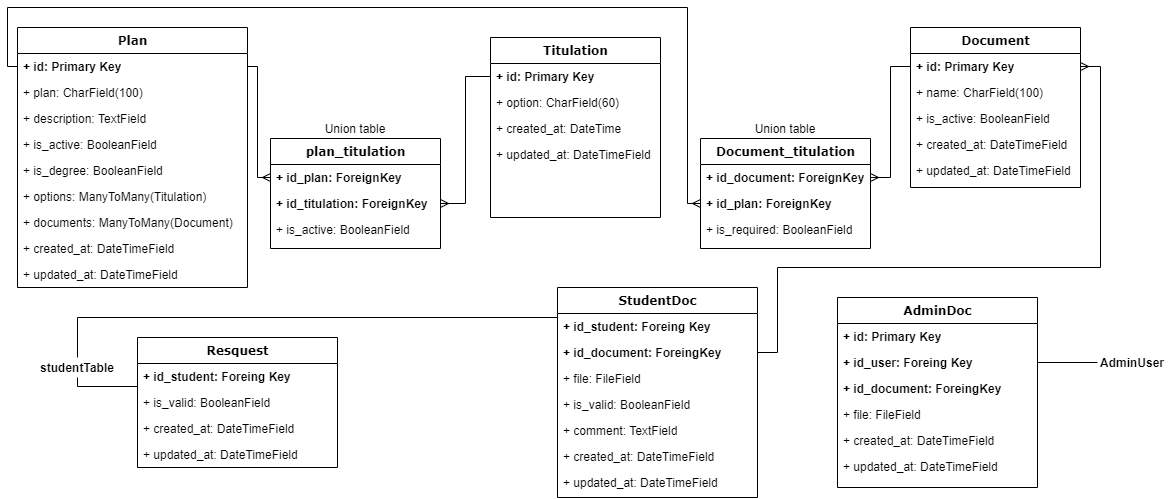 Plan
+ id: Primary Key
+ plan: CharField(100)
+ description: TextField
+ is_active: BooleanField
+ is_degree: BooleanField
+ options: ManyToMany(Titulation)
+ documents: ManyToMany(Document)
+ created_at: DateTimeField
+ updated_at: DateTimeField
Union table
plan_titulation
+ id_plan: ForeignKey
+ id_titulation: ForeignKey
+ is_active: BooleanField
Titulation
+ id: Primary Key
+ option: CharField(60)
+ created_at: DateTime
+ updated_at: DateTimeField
Union table
Document_titulation
+ id_document: ForeignKey
+ id_plan: ForeignKey
+ is_required: BooleanField
Document
+ id: Primary Key
+ name: CharField(100)
+ is_active: BooleanField
+ created_at: DateTimeField
+ updated_at: DateTimeField
studentTable
Resquest
+ id_student: Foreing Key
+ is_valid: BooleanField
+ created_at: DateTimeField
+ updated_at: DateTimeField
StudentDoc
+ id_student: Foreing Key
+ id_document: ForeingKey
+ file: FileField
+ is_valid: BooleanField
+ comment: TextField
+ created_at: DateTimeField
+ updated_at: DateTimeField
AdminDoc
+ id: Primary Key
+ id_user: Foreing Key
+ id_document: ForeingKey
+ file: FileField
+ created_at: DateTimeField
+ updated_at: DateTimeField
AdminUser